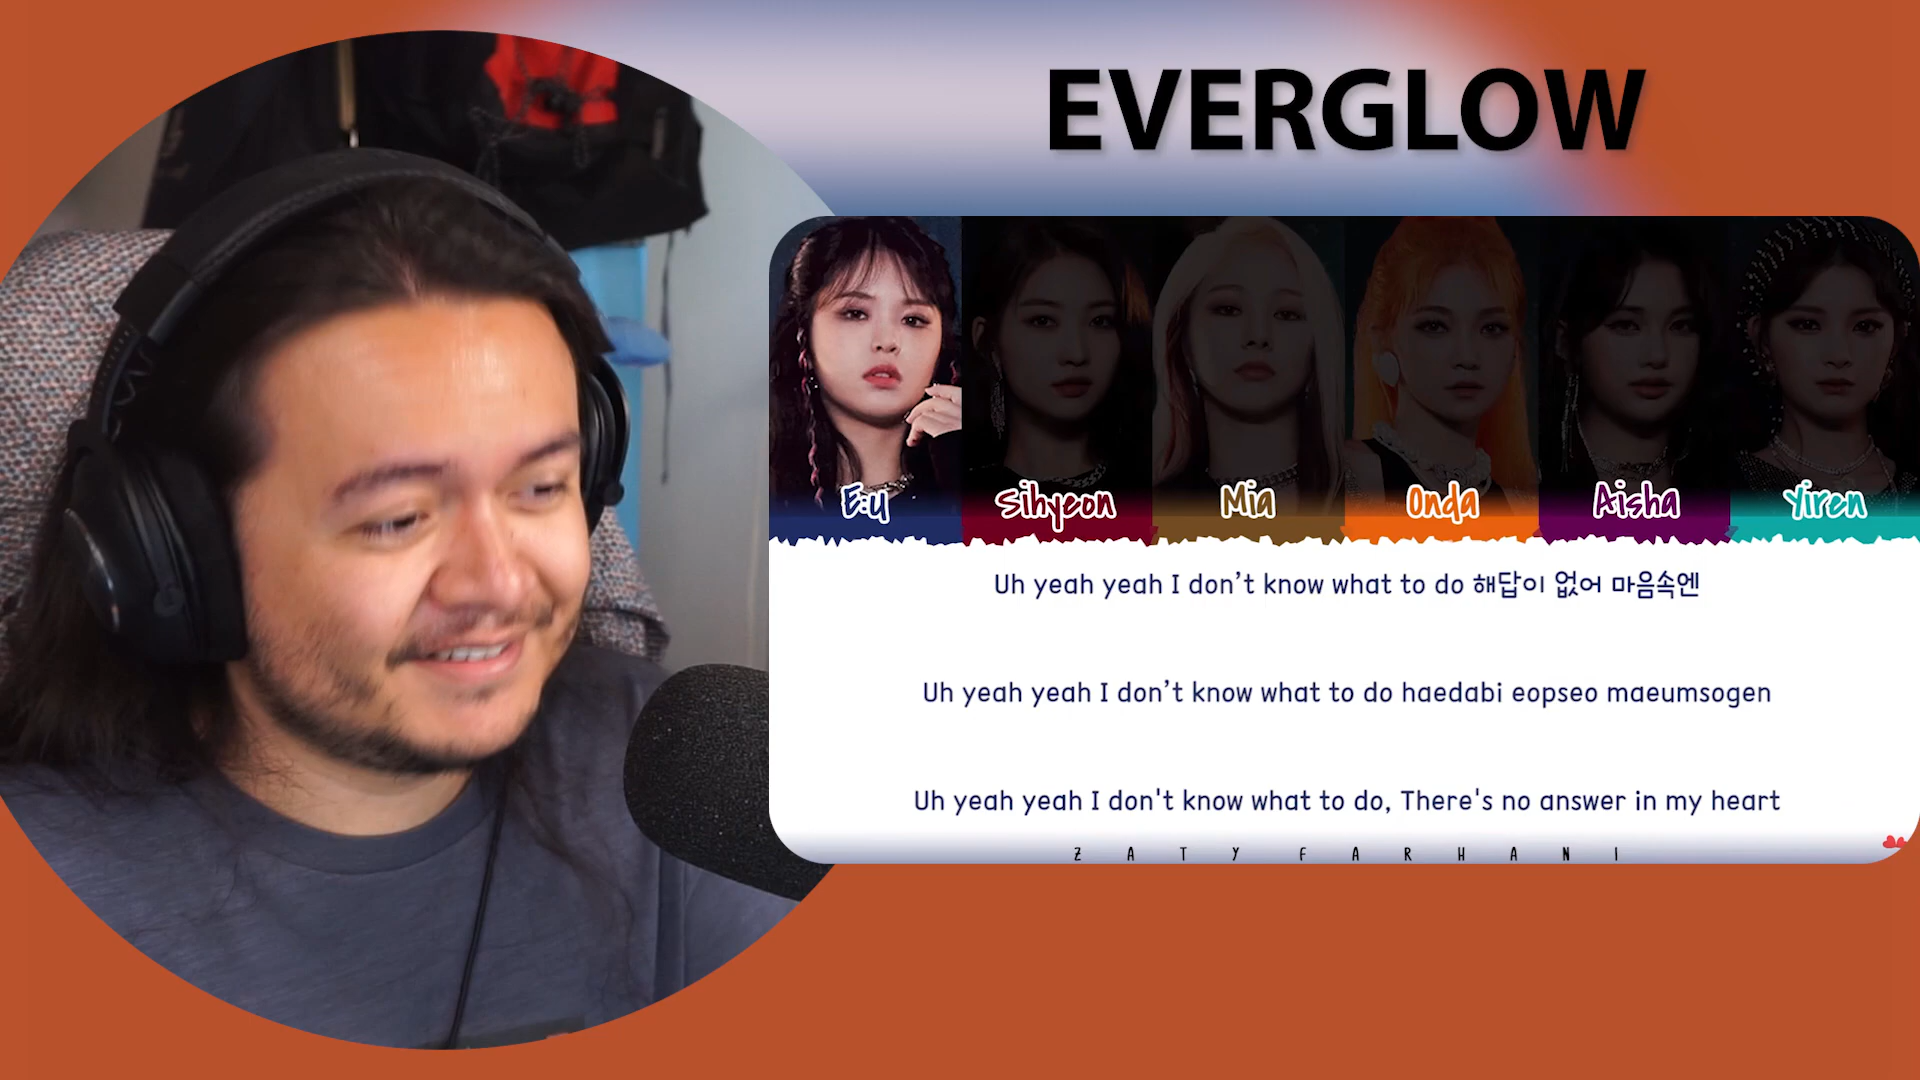 EVERGLOW
E:U Sihyeon Mia Onda Aisha Yiren
Uh yeah yeah I don’t know what to do 해답이 없어 마음속엔
Uh yeah yeah I don’t know what to do haedabi eopseo maeumsogen
Uh yeah yeah I don't know what to do, There's no answer in my heart
ZATY FARHANI